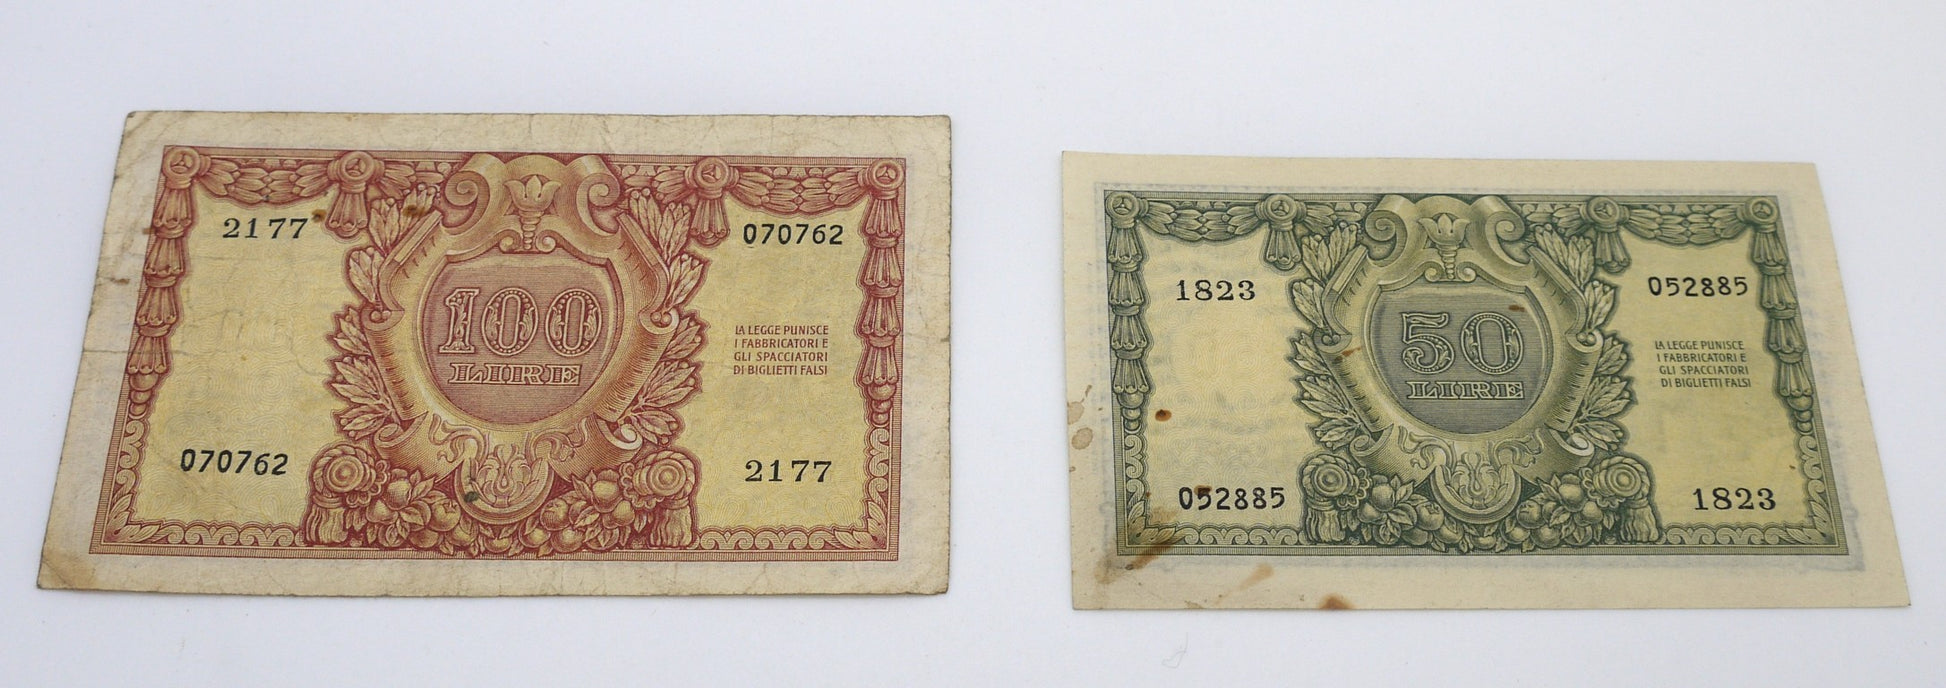 2177
070762
100
LIRE
LA LEGGE PUNISCE
I FABBRICATORI E
GLI SPACCIATORI
DI BIGLIETTI FALSI
070762
2177
1823
052885
50
LIRE
LA LEGGE PUNISCE
I FABBRICATORI E
GLI SPACCIATORI
DI BIGLIETTI FALSI
052885
1823